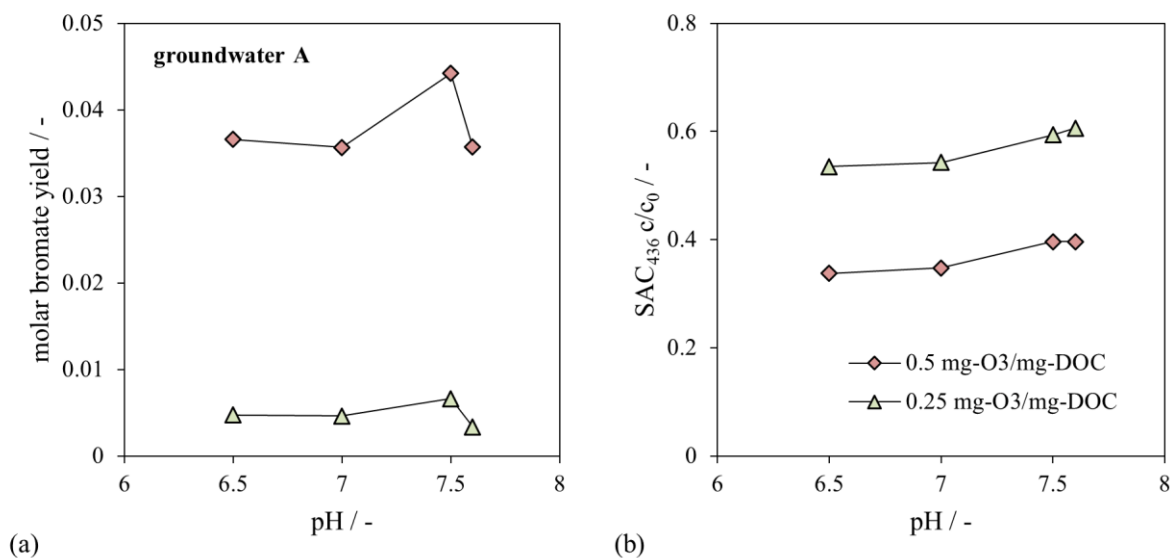 0.05
0.04
0.03
0.02
0.01
0
molar bromate yield / -
groundwater A
6
6.5
7
7.5
8
pH / -
(a)
0.8
0.6
0.4
0.2
0
SAC436 c/c0 / -
0.5 mg-O3/mg-DOC
0.25 mg-O3/mg-DOC
6
6.5
7
7.5
8
pH / -
(b)